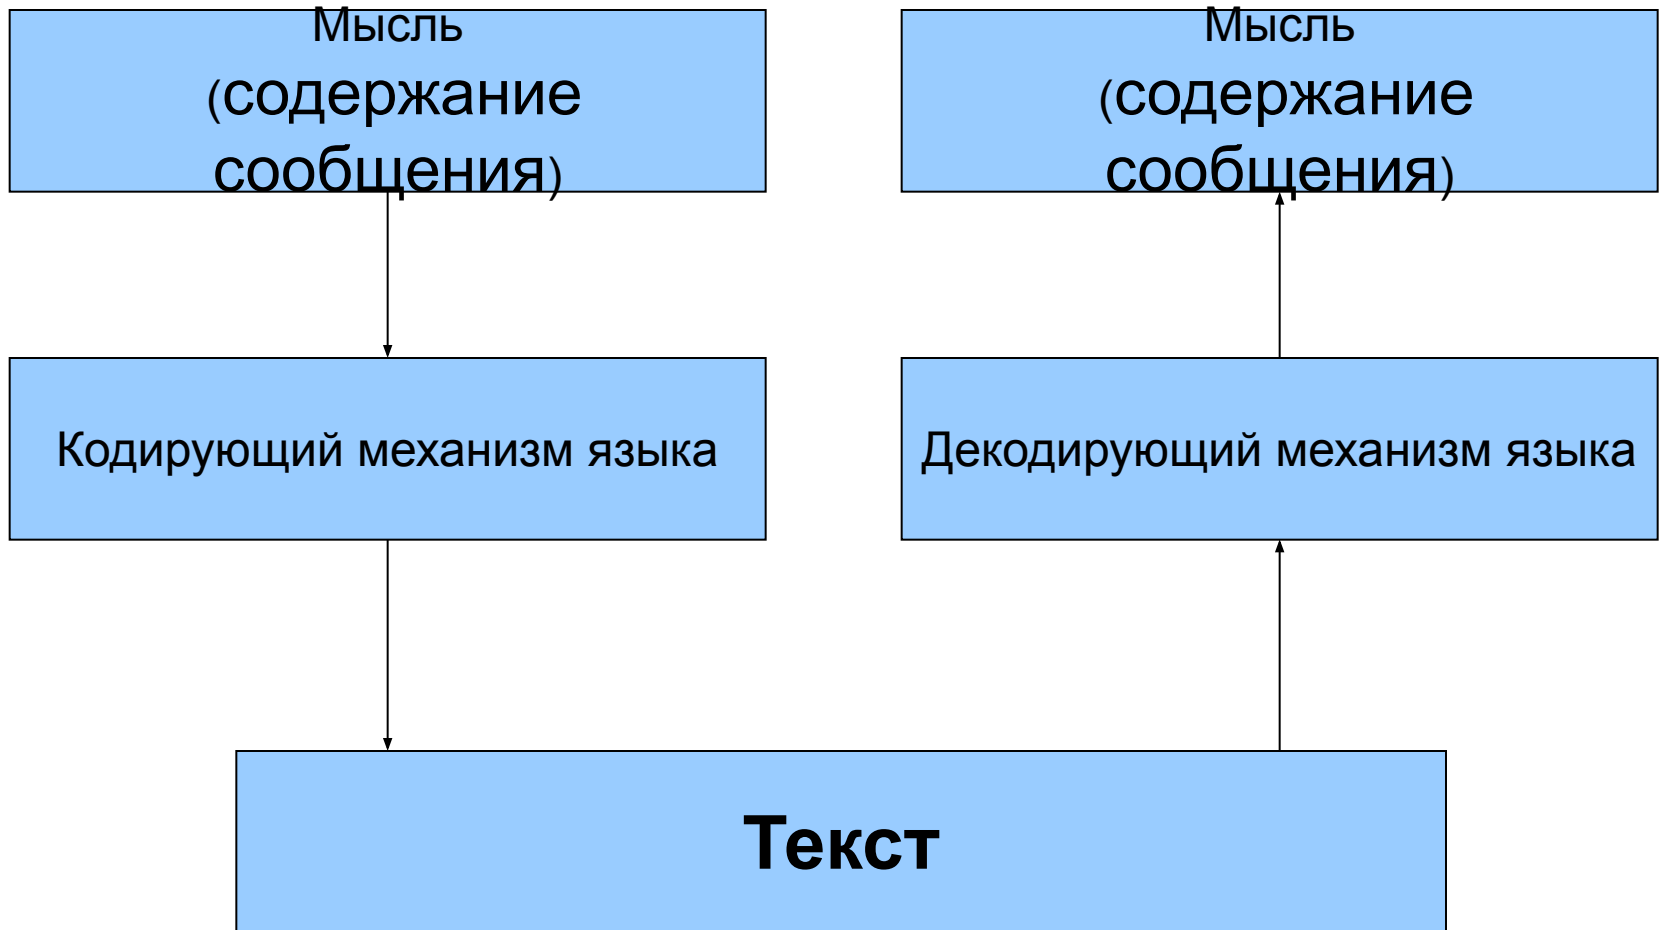 Мысль
(содержание
сообщения)
Мысль
(содержание
сообщения)
Кодирующий механизм языка
Декодирующий механизм языка
Текст